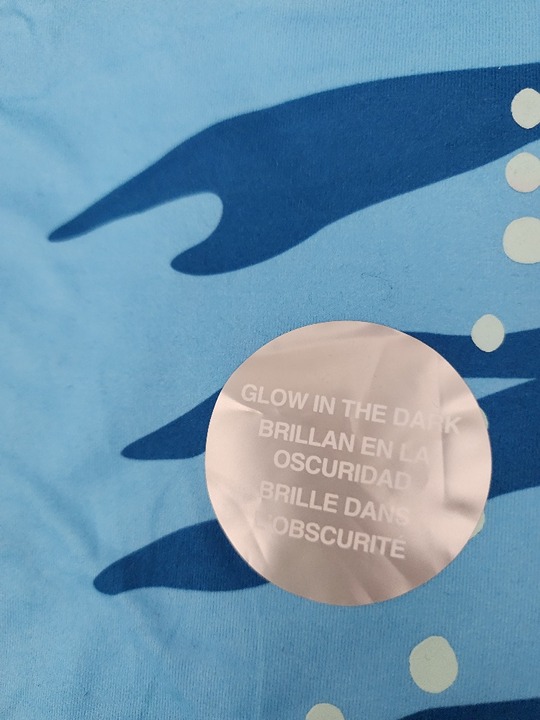 GLOW IN THE DARK
BRILLAN EN LA
OSCURIDAD
BRILLE DANS
L'OBSCURITÉ